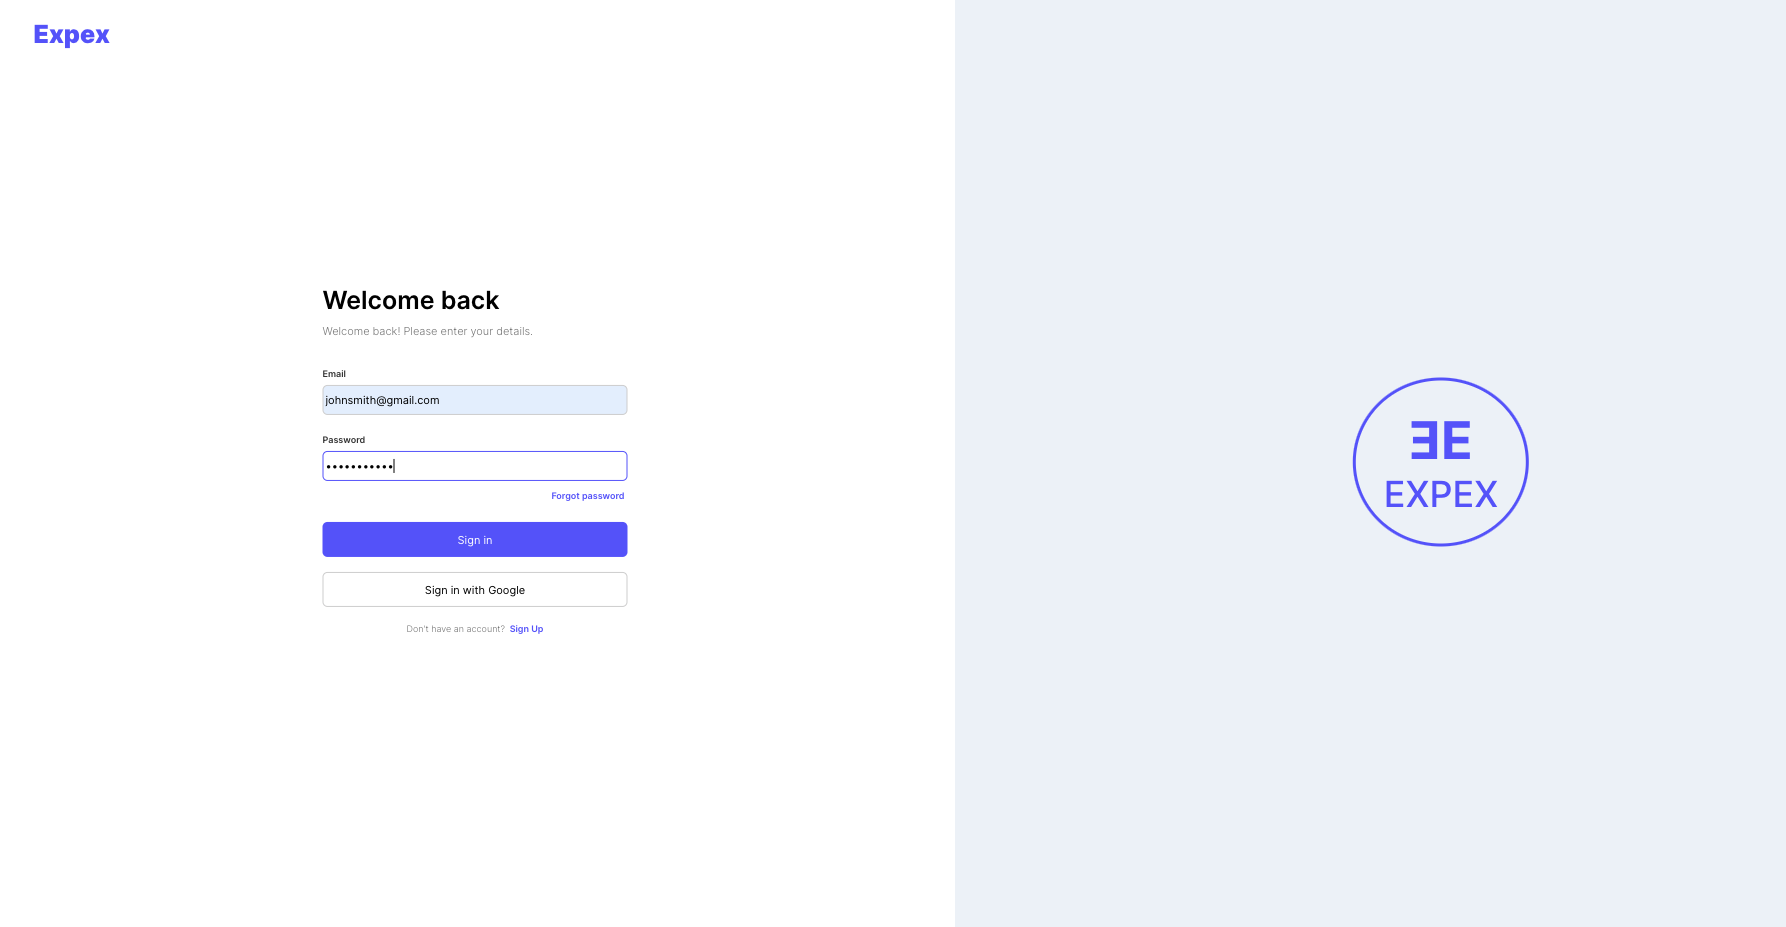 Expex
Welcome back
Welcome back! Please enter your details.
Email
johnsmith@gmail.com
Password
•••••••••••
Forgot password
Sign in
Sign in with Google
Don't have an account? Sign Up
ƎE
EXPEX